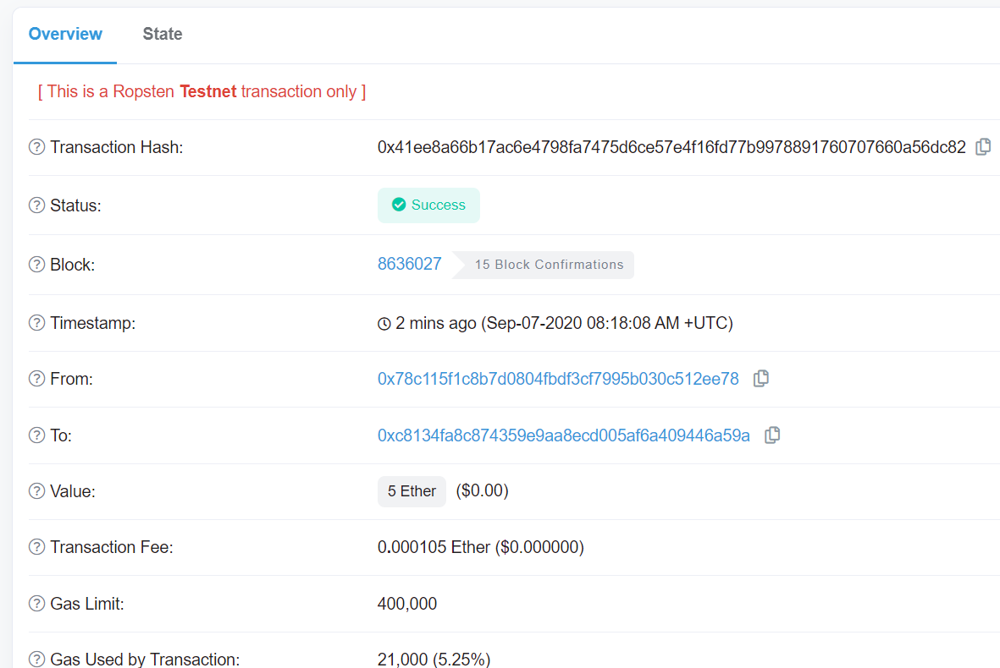 Overview State
[ This is a Ropsten Testnet transaction only ]
Transaction Hash: 0x41ee8a66b17ac6e4798fa7475d6ce57e4f16fd77b9978891760707660a56dc82
Status: Success
Block: 8636027 15 Block Confirmations
Timestamp: 2 mins ago (Sep-07-2020 08:18:08 AM +UTC)
From: 0x78c115f1c8b7d0804fbdf3cf7995b030c512ee78
To: 0xc8134fa8c874359e9aa8ecd005af6a409446a59a
Value: 5 Ether ($0.00)
Transaction Fee: 0.000105 Ether ($0.000000)
Gas Limit: 400,000
Gas Used by Transaction: 21,000 (5.25%)